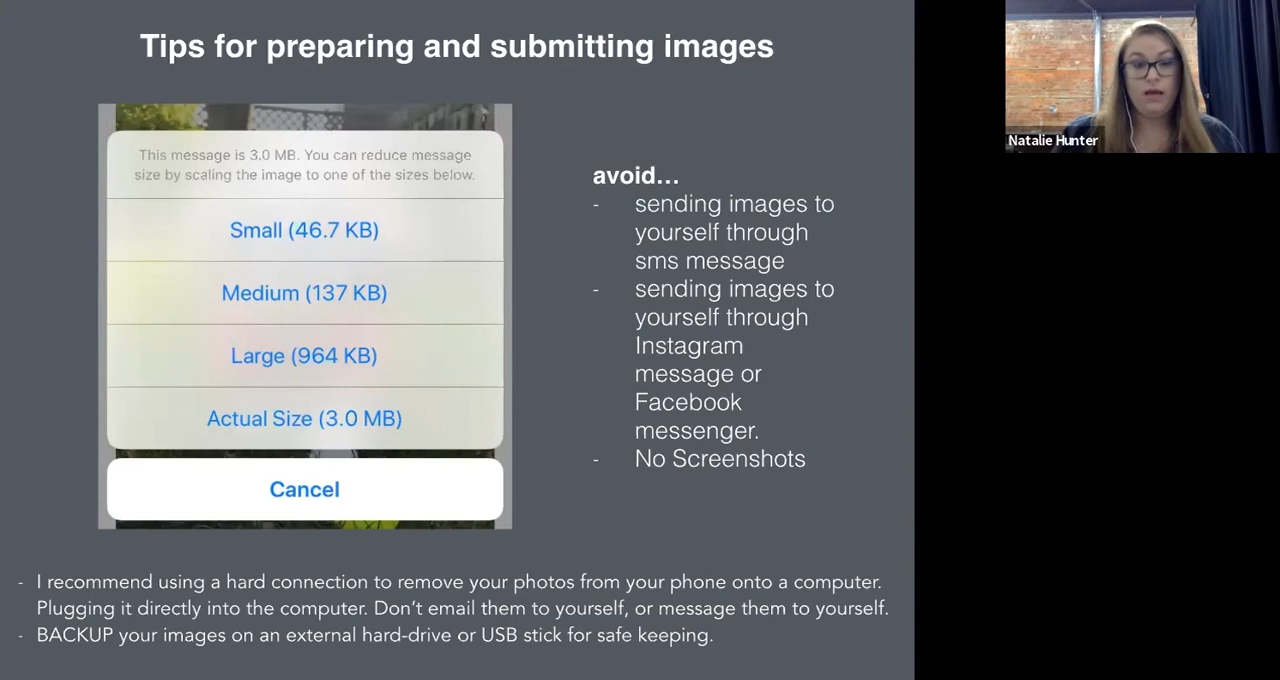 Tips for preparing and submitting images
This message is 3.0 MB. You can reduce message
size by scaling the image to one of the sizes below.
Small (46.7 KB)
Medium (137 KB)
Large (964 KB)
Actual Size (3.0 MB)
Cancel
avoid...
- sending images to
yourself through
sms message
- sending images to
yourself through
Instagram
message or
Facebook
messenger.
- No Screenshots
- I recommend using a hard connection to remove your photos from your phone onto a computer.
Plugging it directly into the computer. Don't email them to yourself, or message them to yourself.
- BACKUP your images on an external hard-drive or USB stick for safe keeping.
Natalie Hunter